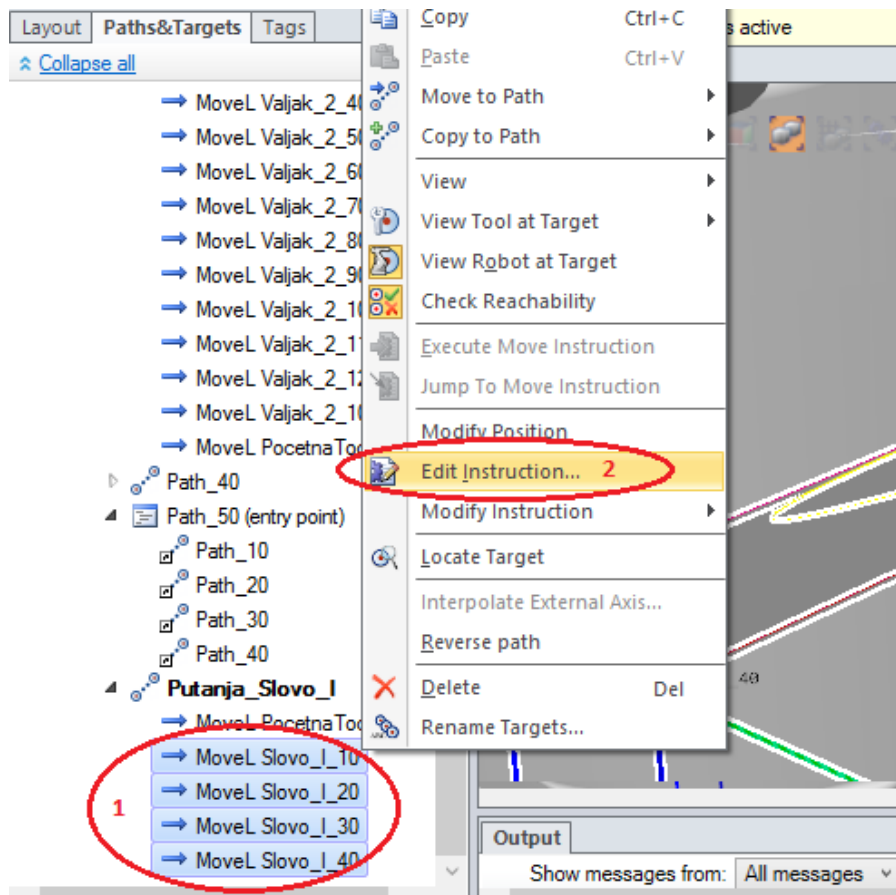 Layout Paths&Targets Tags
Collapse all
MoveL Valjak_2_40
MoveL Valjak_2_50
MoveL Valjak_2_60
MoveL Valjak_2_70
MoveL Valjak_2_80
MoveL Valjak_2_90
MoveL Valjak_2_10
MoveL Valjak_2_1
MoveL Valjak_2_12
MoveL Valjak_2_10
MoveL PocetnaToc
Path_40
Path_50 (entry point)
Path_10
Path_20
Path_30
Path_40
Putanja_Slovo_I
MoveL PocetnaToc
MoveL Slovo_I_10
MoveL Slovo_I_20
MoveL Slovo_I_30
MoveL Slovo_I_40
1
Copy Ctrl+C
Paste Ctrl+V
Move to Path
Copy to Path
View
View Tool at Target
View Robot at Target
Check Reachability
Execute Move Instruction
Jump To Move Instruction
Modify Position
Edit Instruction... 2
Modify Instruction
Locate Target
Interpolate External Axis...
Reverse path
Delete Del
Rename Targets...
s active
_40
Output
Show messages from: All messages